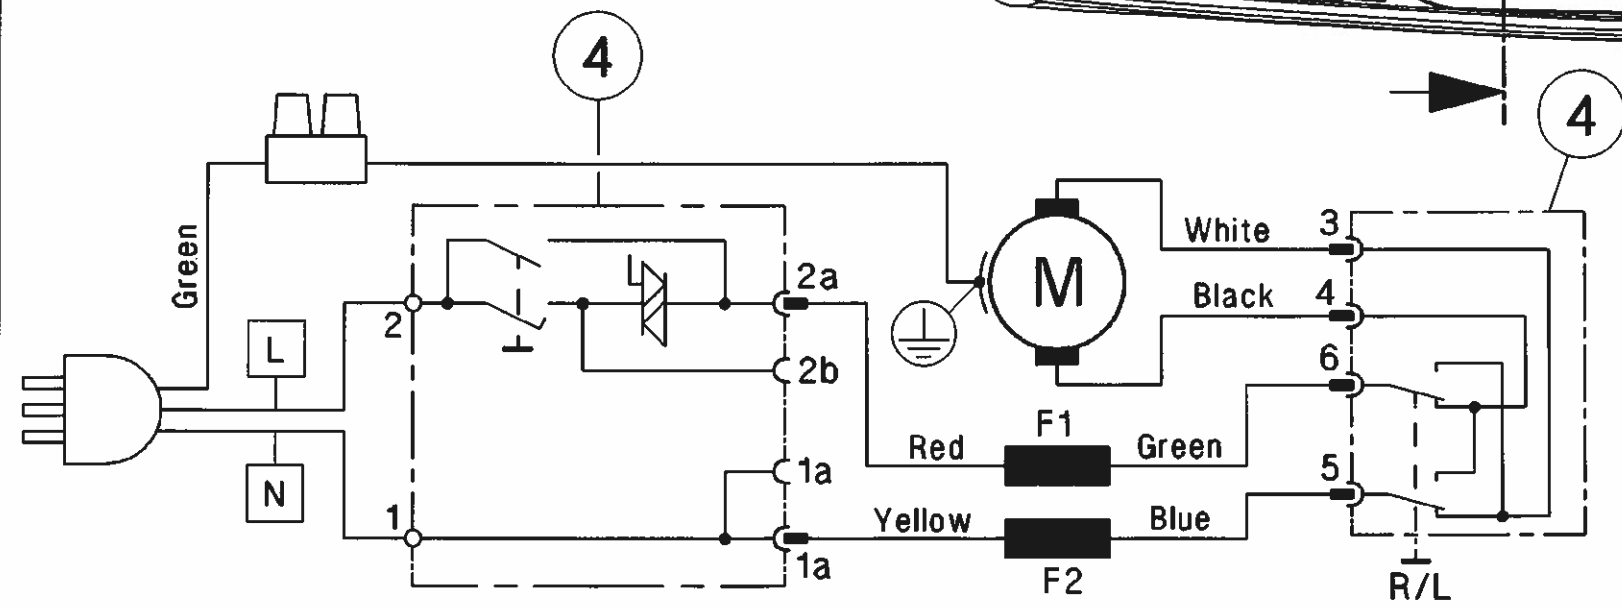 4
4
Green
L
N
2
1
2a
2b
1a
1a
M
White
Black
3
4
6
5
F1
Red
Green
Yellow
Blue
F2
R/L